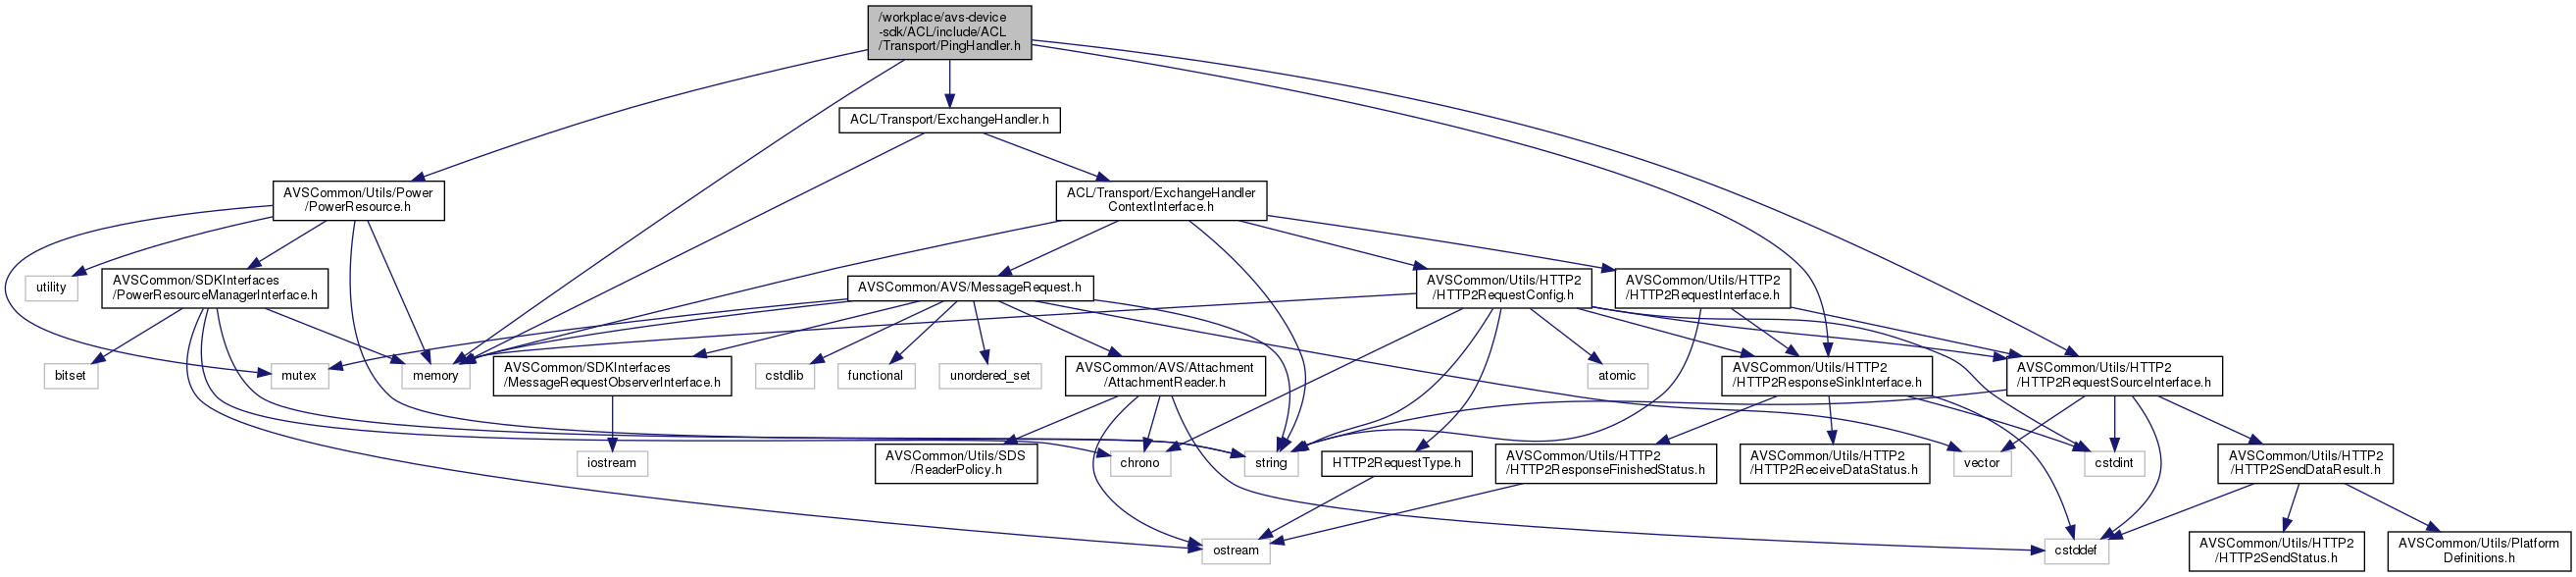 /workplace/avs-device
-sdk/ACL/include/ACL
/Transport/PingHandler.h
ACL/Transport/ExchangeHandler.h
AVSCommon/Utils/Power
/PowerResource.h
ACL/Transport/ExchangeHandler
ContextInterface.h
utility
AVSCommon/SDKInterfaces
/PowerResourceManagerInterface.h
AVSCommon/AVS/MessageRequest.h
AVSCommon/Utils/HTTP2
/HTTP2RequestConfig.h
AVSCommon/Utils/HTTP2
/HTTP2RequestInterface.h
bitset
mutex
memory
AVSCommon/SDKInterfaces
/MessageRequestObserverInterface.h
cstdlib
functional
unordered_set
AVSCommon/AVS/Attachment
/AttachmentReader.h
atomic
AVSCommon/Utils/HTTP2
/HTTP2ResponseSinkInterface.h
AVSCommon/Utils/HTTP2
/HTTP2RequestSourceInterface.h
iostream
AVSCommon/Utils/SDS
/ReaderPolicy.h
chrono
string
HTTP2RequestType.h
AVSCommon/Utils/HTTP2
/HTTP2ResponseFinishedStatus.h
AVSCommon/Utils/HTTP2
/HTTP2ReceiveDataStatus.h
vector
cstdint
AVSCommon/Utils/HTTP2
/HTTP2SendDataResult.h
ostream
cstddef
AVSCommon/Utils/HTTP2
/HTTP2SendStatus.h
AVSCommon/Utils/Platform
Definitions.h